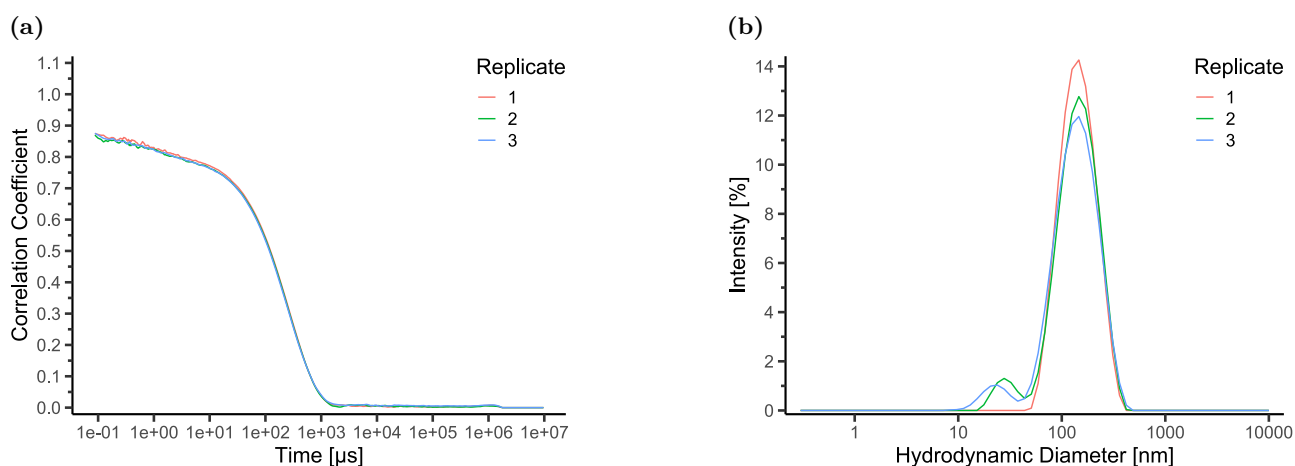 (a)
Replicate
1
2
3
Correlation Coefficient
1.1
1.0
0.9
0.8
0.7
0.6
0.5
0.4
0.3
0.2
0.1
0.0
1e-01 1e+00 1e+01 1e+02 1e+03 1e+04 1e+05 1e+06 1e+07
Time [µs]
(b)
Replicate
1
2
3
Intensity [%]
14
12
10
8
6
4
2
0
1 10 100 1000 10000
Hydrodynamic Diameter [nm]